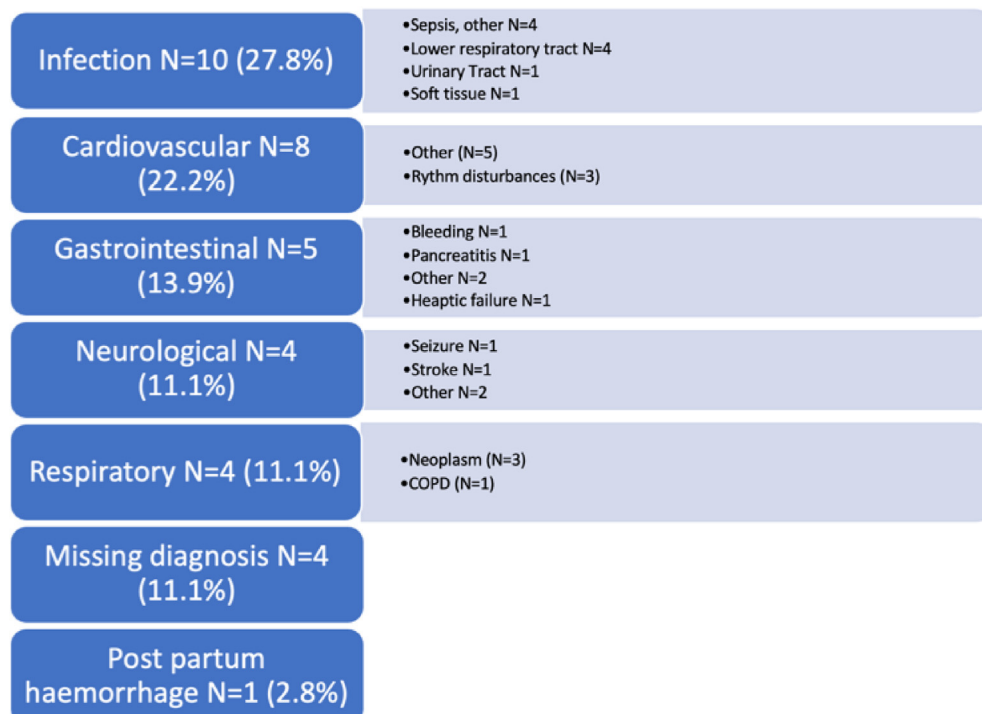 Infection N=10 (27.8%)
•Sepsis, other N=4
•Lower respiratory tract N=4
•Urinary Tract N=1
•Soft tissue N=1
Cardiovascular N=8
(22.2%)
•Other (N=5)
•Rythm disturbances (N=3)
Gastrointestinal N=5
(13.9%)
•Bleeding N=1
•Pancreatitis N=1
•Other N=2
•Heaptic failure N=1
Neurological N=4
(11.1%)
•Seizure N=1
•Stroke N=1
•Other N=2
Respiratory N=4 (11.1%)
•Neoplasm (N=3)
•COPD (N=1)
Missing diagnosis N=4
(11.1%)
Post partum
haemorrhage N=1 (2.8%)